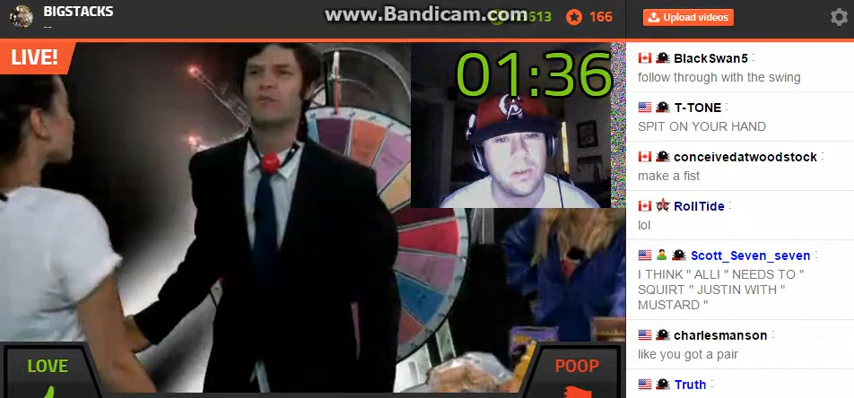 BIGSTACKS
--
www.Bandicam.com
613
166
Upload videos
LIVE!
01:36
BlackSwan5 :
follow through with the swing
T-TONE :
SPIT ON YOUR HAND
conceivedatwoodstock :
make a fist
RollTide :
lol
Scott_Seven_seven :
I THINK " ALLI " NEEDS TO "
SQUIRT " JUSTIN WITH "
MUSTARD "
charlesmanson :
like you got a pair
Truth :
LOVE
POOP